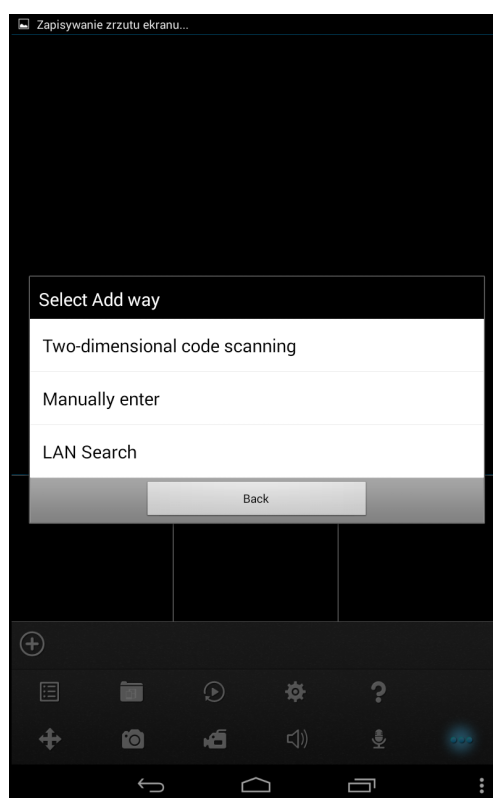 Zapisywanie zrzutu ekranu...
Select Add way
Two-dimensional code scanning
Manually enter
LAN Search
Back